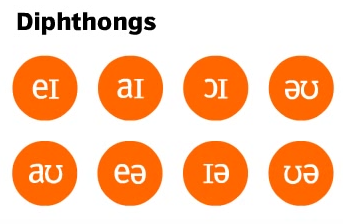 Diphthongs
eɪ aɪ ɔɪ əʊ
aʊ eə ɪə ʊə